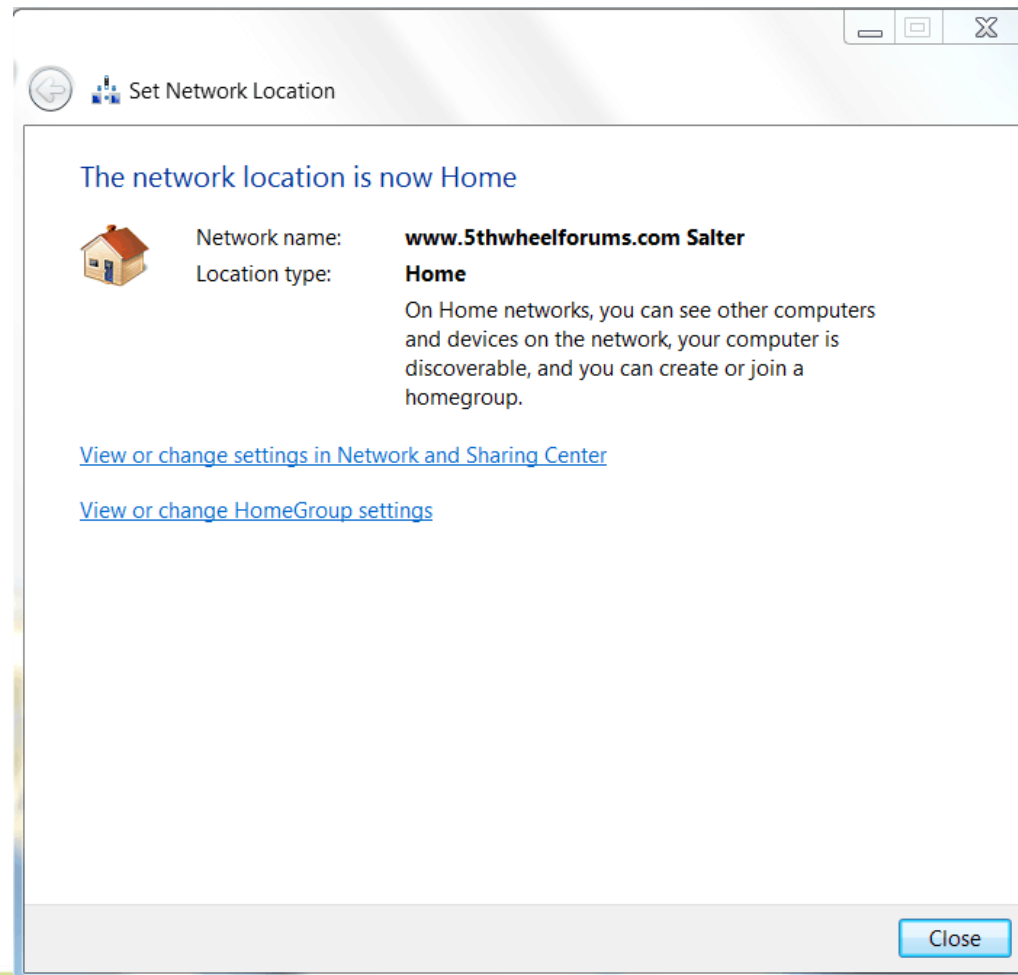 Set Network Location
The network location is now Home
Network name: www.5thwheelforums.com Salter
Location type: Home
On Home networks, you can see other computers
and devices on the network, your computer is
discoverable, and you can create or join a
homegroup.
View or change settings in Network and Sharing Center
View or change HomeGroup settings
Close